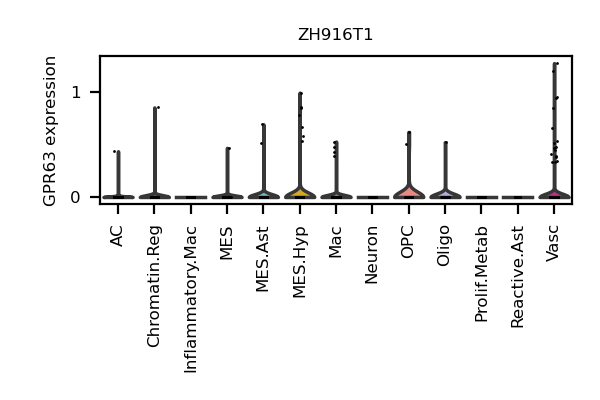 ZH916T1
GPR63 expression
1
0
AC
Chromatin.Reg
Inflammatory.Mac
MES
MES.Ast
MES.Hyp
Mac
Neuron
OPC
Oligo
Prolif.Metab
Reactive.Ast
Vasc